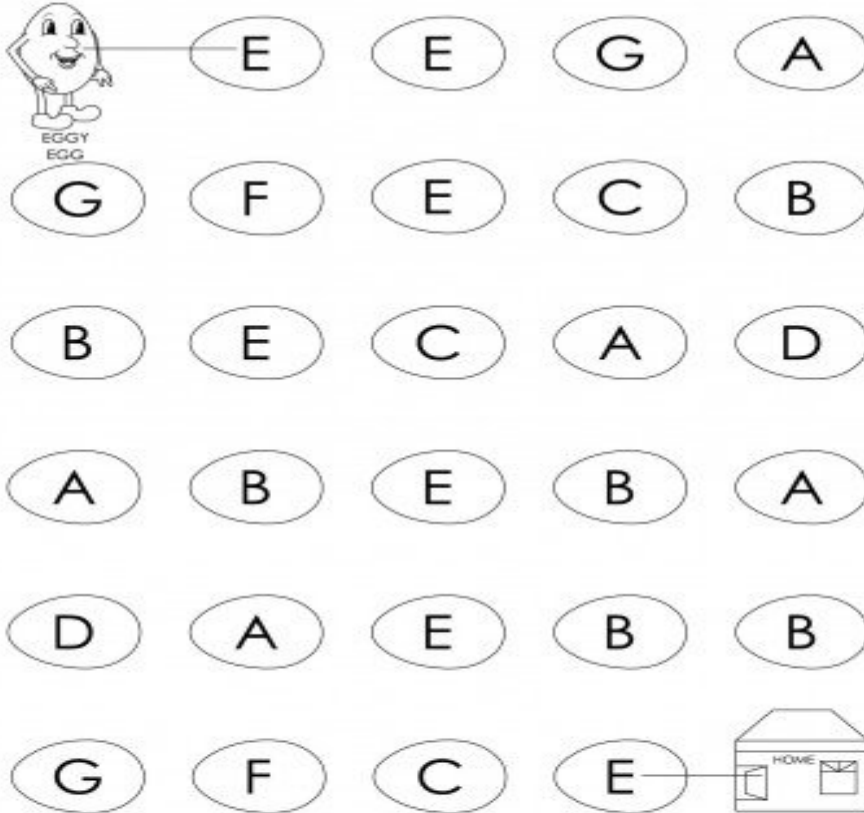 E E G A
EGGY
EGG
G F E C B
B E C A D
A B E B A
D A E B B
G F C E
HOME